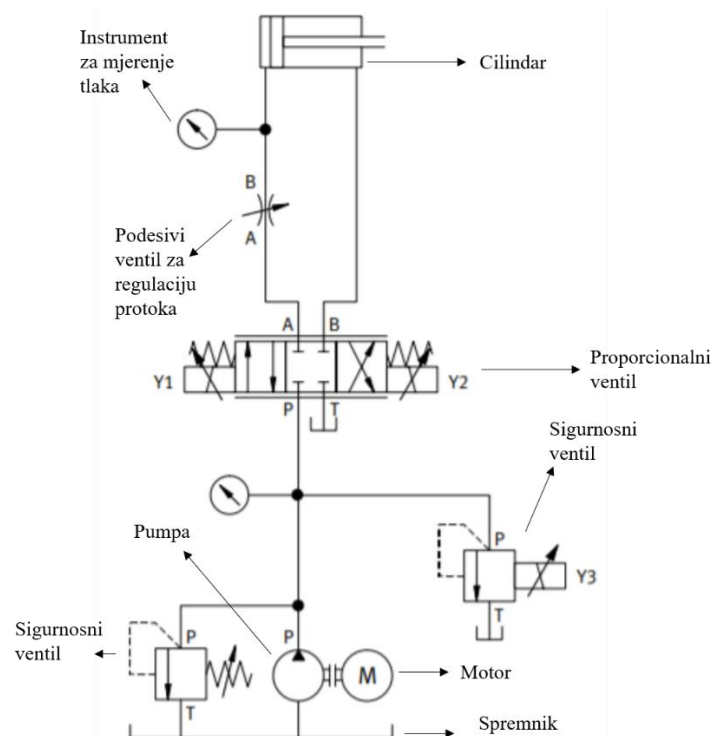 Instrument
za mjerenje
tlaka
Cilindar
B
A
Podesivi
ventil za
regulaciju
protoka
A B
Y1
Y2
P T
Proporcionalni
ventil
Sigurnosni
ventil
Pumpa
P
Y3
T
Sigurnosni
ventil
P
P
M
T
Motor
Spremnik